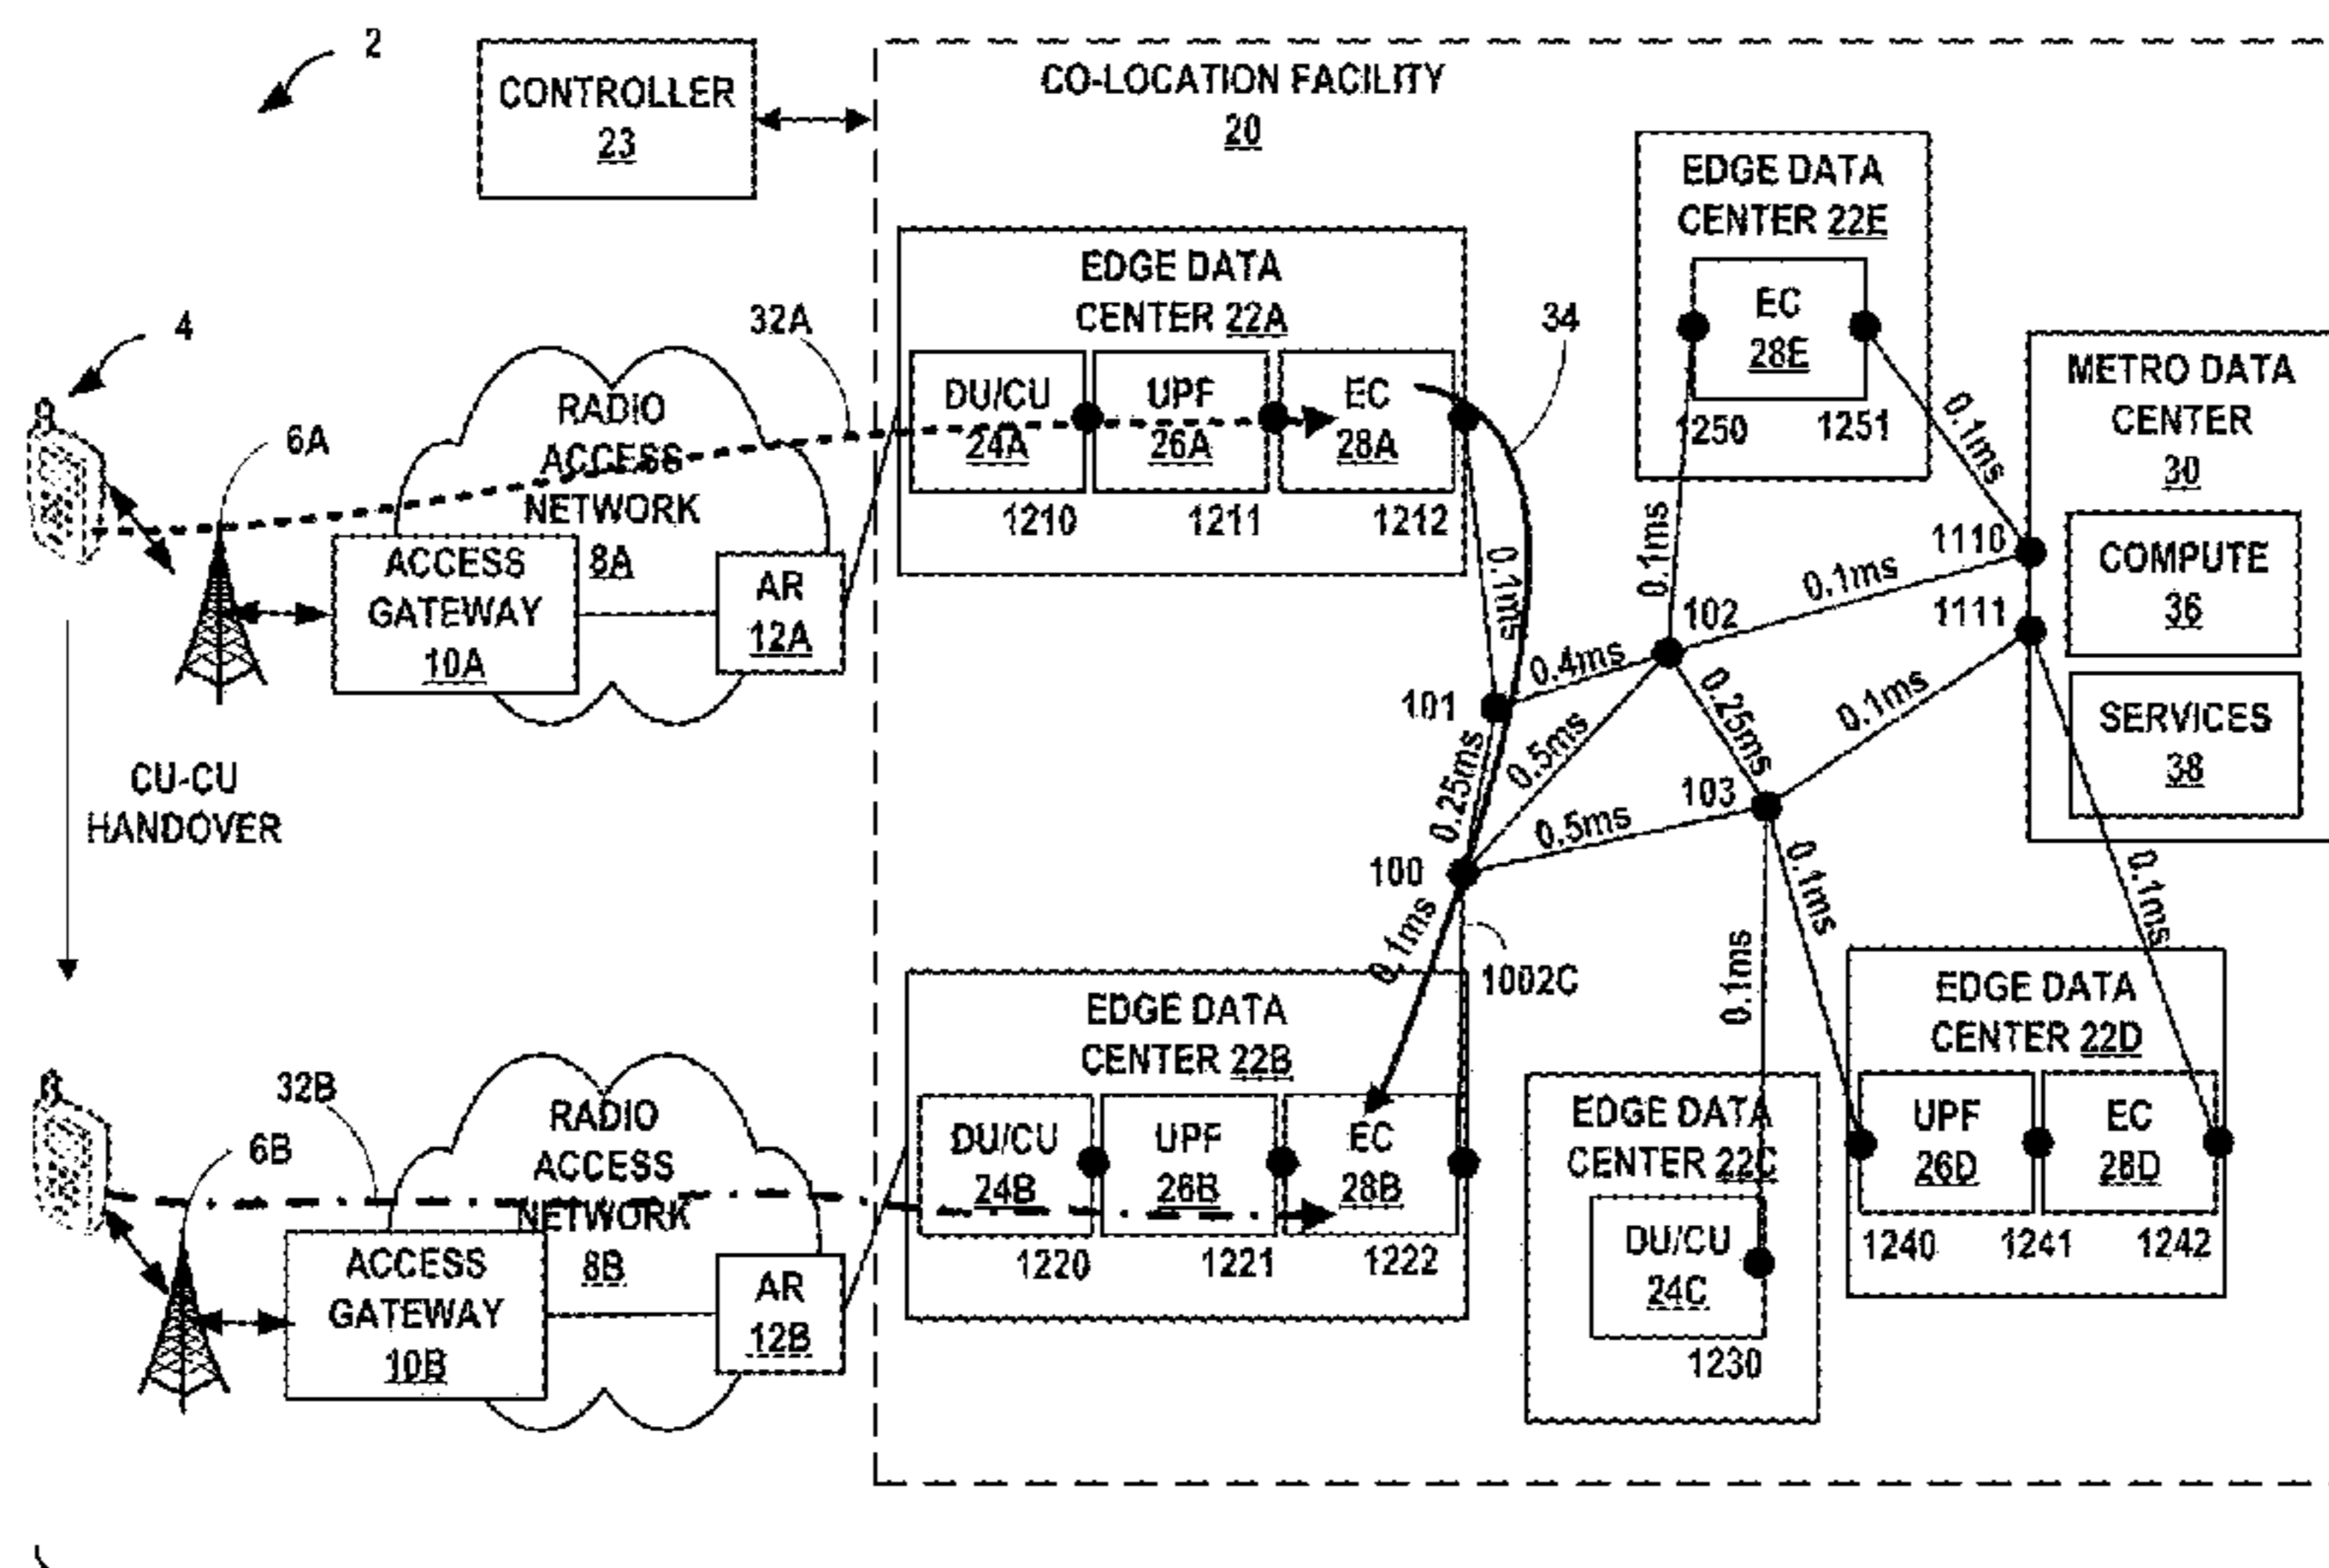 2
CONTROLLER
23
CO-LOCATION FACILITY
20
EDGE DATA
CENTER 22E
EC
28E
1250
1251
4
32A
EDGE DATA
CENTER 22A
34
DU/CU
24A
UPF
26A
EC
28A
1210
1211
1212
METRO DATA
CENTER
30
COMPUTE
36
SERVICES
38
1110
1111
6A
RADIO
ACCESS
NETWORK
8A
ACCESS
GATEWAY
10A
AR
12A
0.1ms
0.1ms
0.1ms
0.1ms
102
0.4ms
101
0.25ms
0.5ms
0.25ms
0.1ms
103
0.5ms
100
0.1ms
0.1ms
0.1ms
0.1ms
1002C
CU-CU
HANDOVER
32B
6B
RADIO
ACCESS
NETWORK
8B
ACCESS
GATEWAY
10B
AR
12B
EDGE DATA
CENTER 22B
DU/CU
24B
UPF
26B
EC
28B
1220
1221
1222
EDGE DATA
CENTER 22C
DU/CU
24C
1230
EDGE DATA
CENTER 22D
UPF
26D
EC
28D
1240
1241
1242